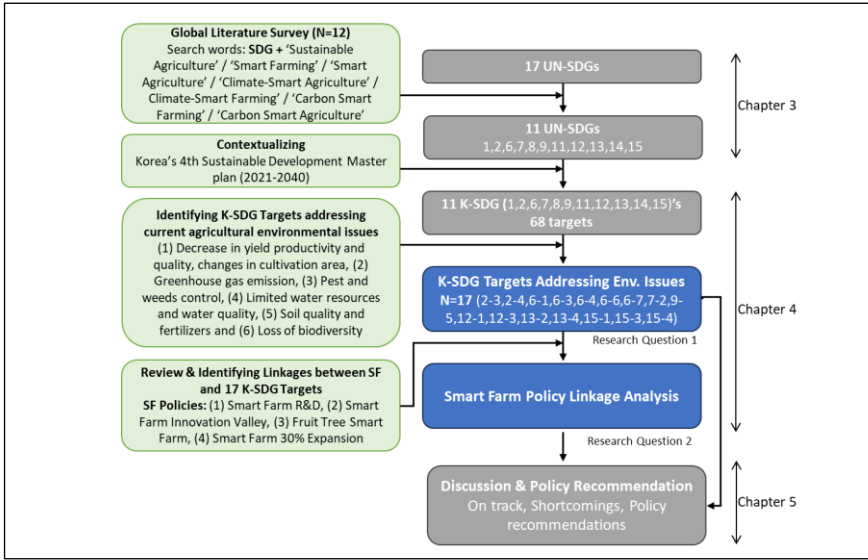 Global Literature Survey (N=12)
Search words: SDG + ‘Sustainable
Agriculture’ / ‘Smart Farming’ / ‘Smart
Agriculture’ / ‘Climate-Smart Agriculture’ /
Climate-Smart Farming’ / ‘Carbon Smart
Farming’ / ‘Carbon Smart Agriculture’
Contextualizing
Korea’s 4th Sustainable Development Master
plan (2021-2040)
Identifying K-SDG Targets addressing
current agricultural environmental issues
(1) Decrease in yield productivity and
quality, changes in cultivation area, (2)
Greenhouse gas emission, (3) Pest and
weeds control, (4) Limited water resources
and water quality, (5) Soil quality and
fertilizers and (6) Loss of biodiversity
Review & Identifying Linkages between SF
and 17 K-SDG Targets
SF Policies: (1) Smart Farm R&D, (2) Smart
Farm Innovation Valley, (3) Fruit Tree Smart
Farm, (4) Smart Farm 30% Expansion
17 UN-SDGs
11 UN-SDGs
1,2,6,7,8,9,11,12,13,14,15
11 K-SDG (1,2,6,7,8,9,11,12,13,14,15)’s
68 targets
K-SDG Targets Addressing Env. Issues
N=17 (2-3,2-4,6-1,6-3,6-4,6-6,6-7,7-2,9-
5,12-1,12-3,13-2,13-4,15-1,15-3,15-4)
Research Question 1
Smart Farm Policy Linkage Analysis
Research Question 2
Discussion & Policy Recommendation
On track, Shortcomings, Policy
recommendations
Chapter 3
Chapter 4
Chapter 5